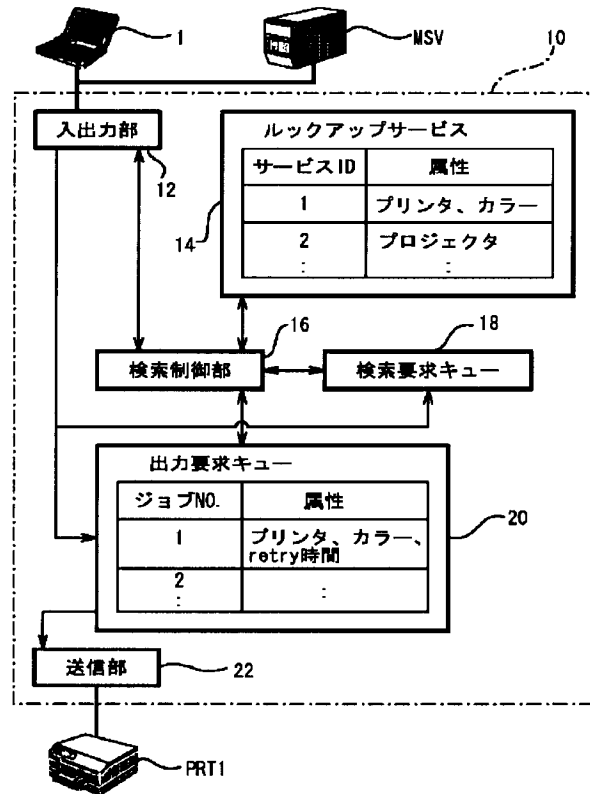 1
MSV
10
入出力部
12
ルックアップサービス
サービスID 属性
1 プリンタ、カラー
2 プロジェクタ
: :
14
16
18
検索制御部
検索要求キュー
出力要求キュー
ジョブNO. 属性
1 プリンタ、カラー、
retry時間
2 :
:
20
送信部
22
PRT1